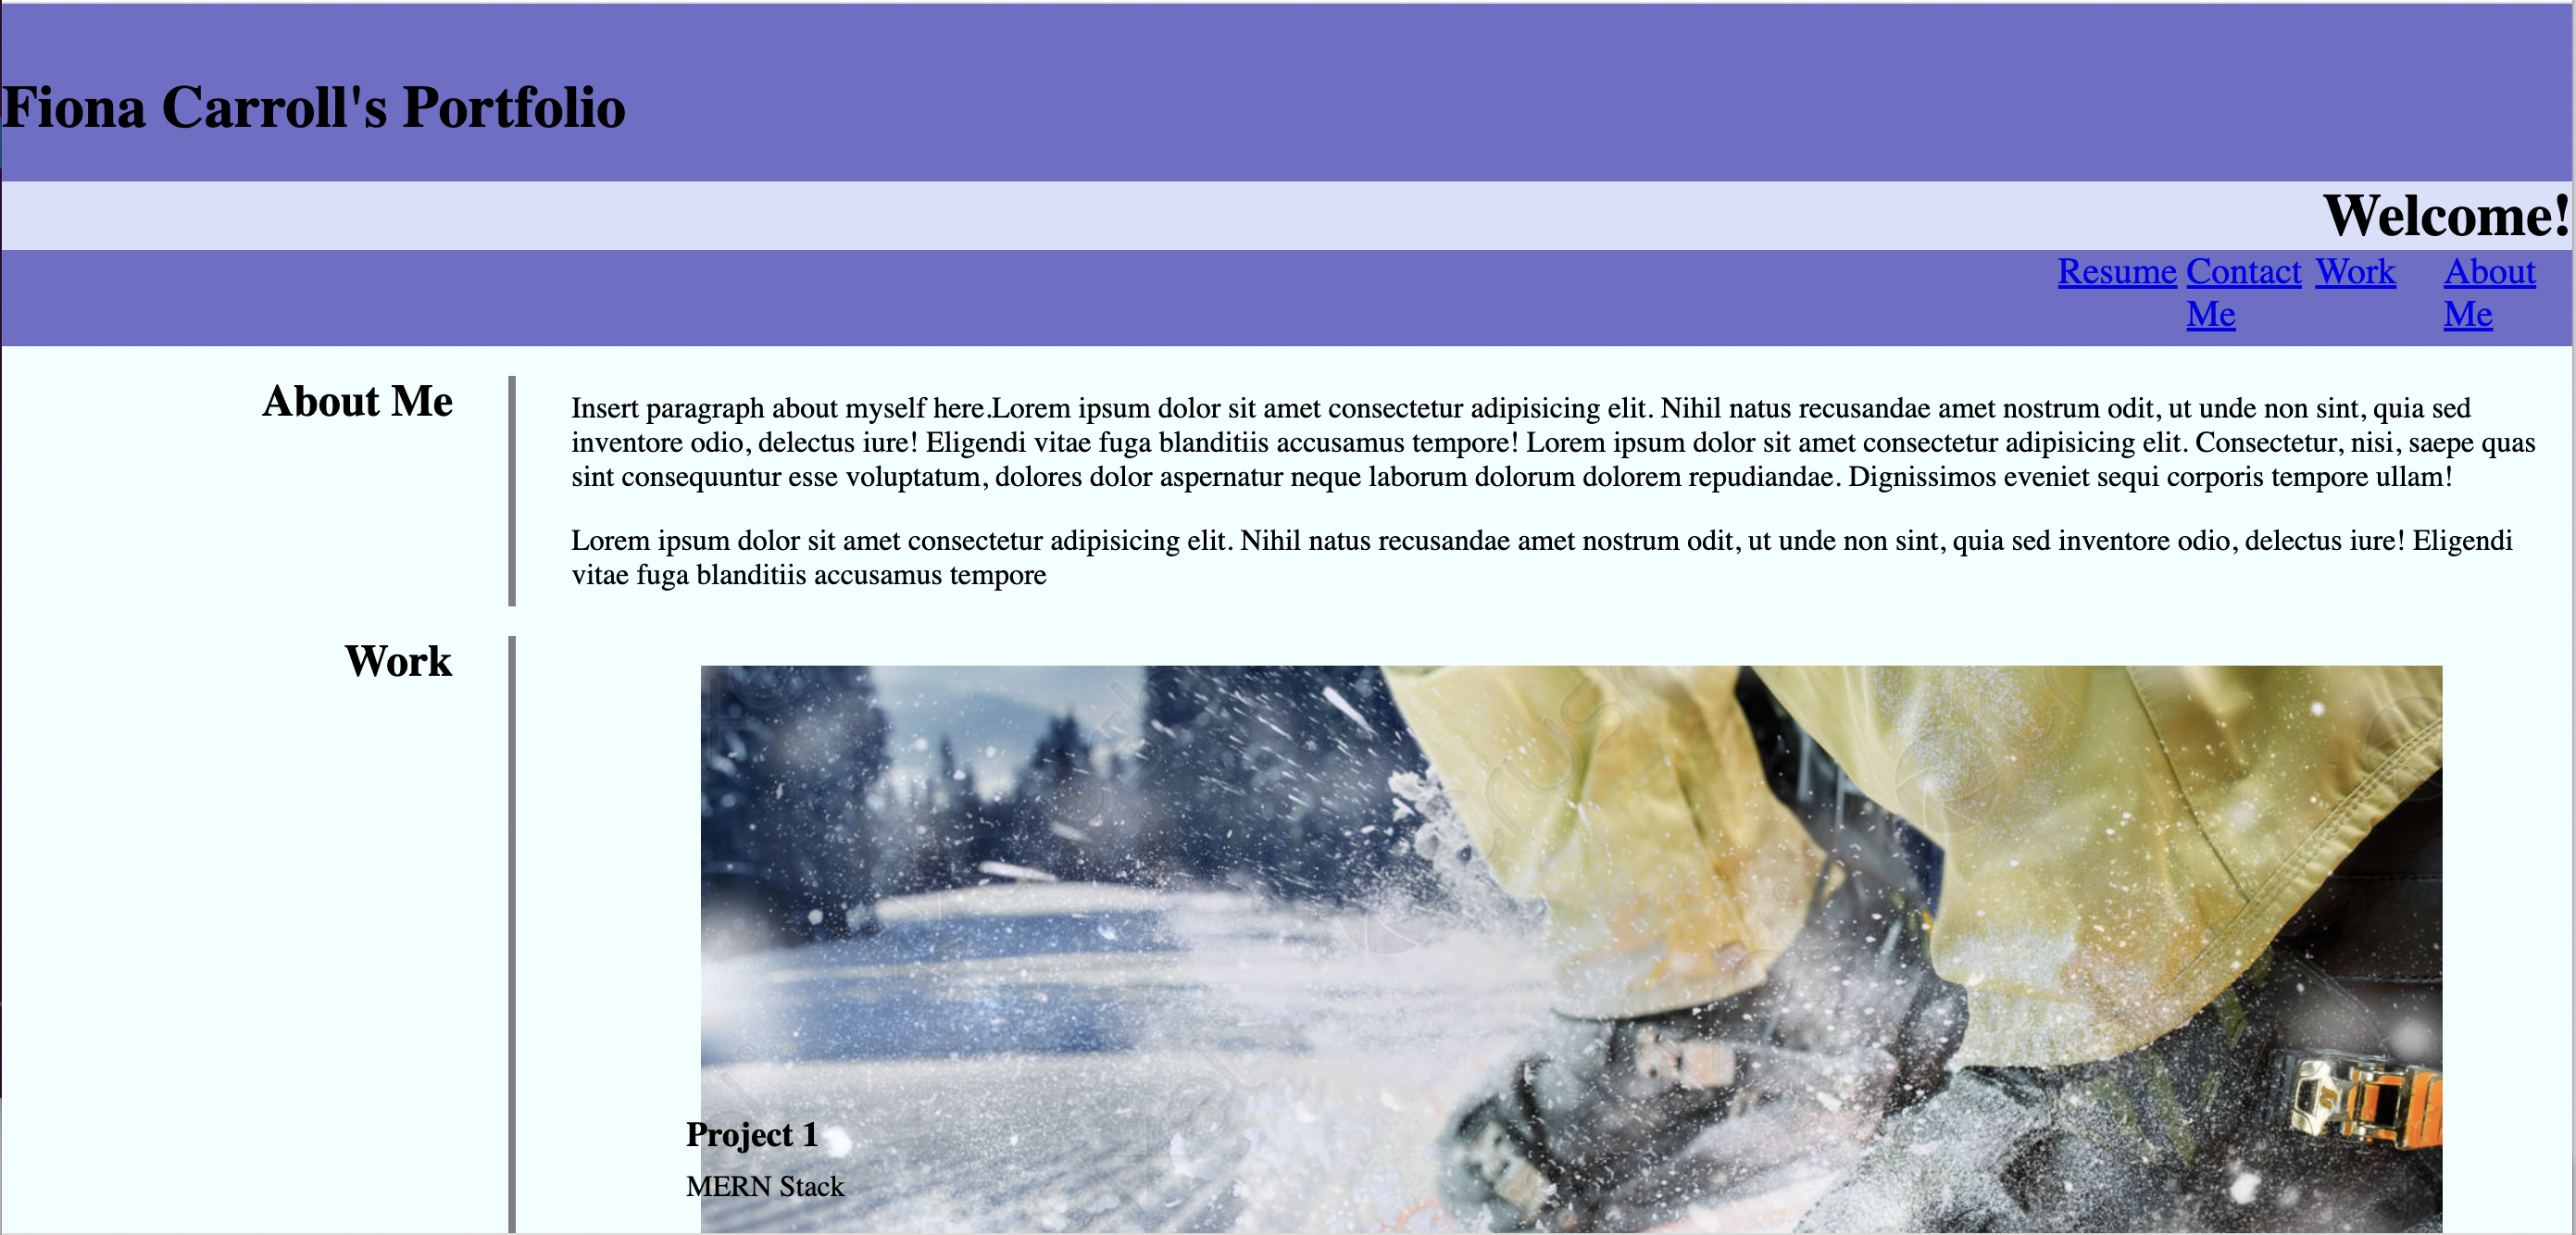 Fiona Carroll's Portfolio
Welcome!
Resume Contact Me Work About Me
About Me
Insert paragraph about myself here.Lorem ipsum dolor sit amet consectetur adipisicing elit. Nihil natus recusandae amet nostrum odit, ut unde non sint, quia sed
inventore odio, delectus iure! Eligendi vitae fuga blanditiis accusamus tempore! Lorem ipsum dolor sit amet consectetur adipisicing elit. Consectetur, nisi, saepe quas
sint consequuntur esse voluptatum, dolores dolor aspernatur neque laborum dolorum dolorem repudiandae. Dignissimos eveniet sequi corporis tempore ullam!
Lorem ipsum dolor sit amet consectetur adipisicing elit. Nihil natus recusandae amet nostrum odit, ut unde non sint, quia sed inventore odio, delectus iure! Eligendi
vitae fuga blanditiis accusamus tempore
Work
Project 1
MERN Stack